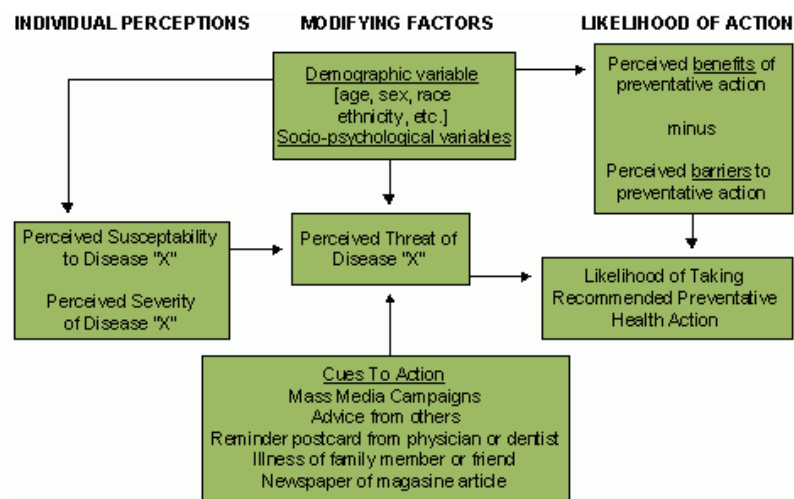 INDIVIDUAL PERCEPTIONS
MODIFYING FACTORS
LIKELIHOOD OF ACTION
Demographic variable
[age, sex, race
ethnicity, etc.]
Socio-psychological variables
Perceived benefits of
preventative action
minus
Perceived barriers to
preventative action
Perceived Susceptability
to Disease "X"
Perceived Severity
of Disease "X"
Perceived Threat of
Disease "X"
Likelihood of Taking
Recommended Preventative
Health Action
Cues To Action
Mass Media Campaigns
Advice from others
Reminder postcard from physician or dentist
Illness of family member or friend
Newspaper of magasine article